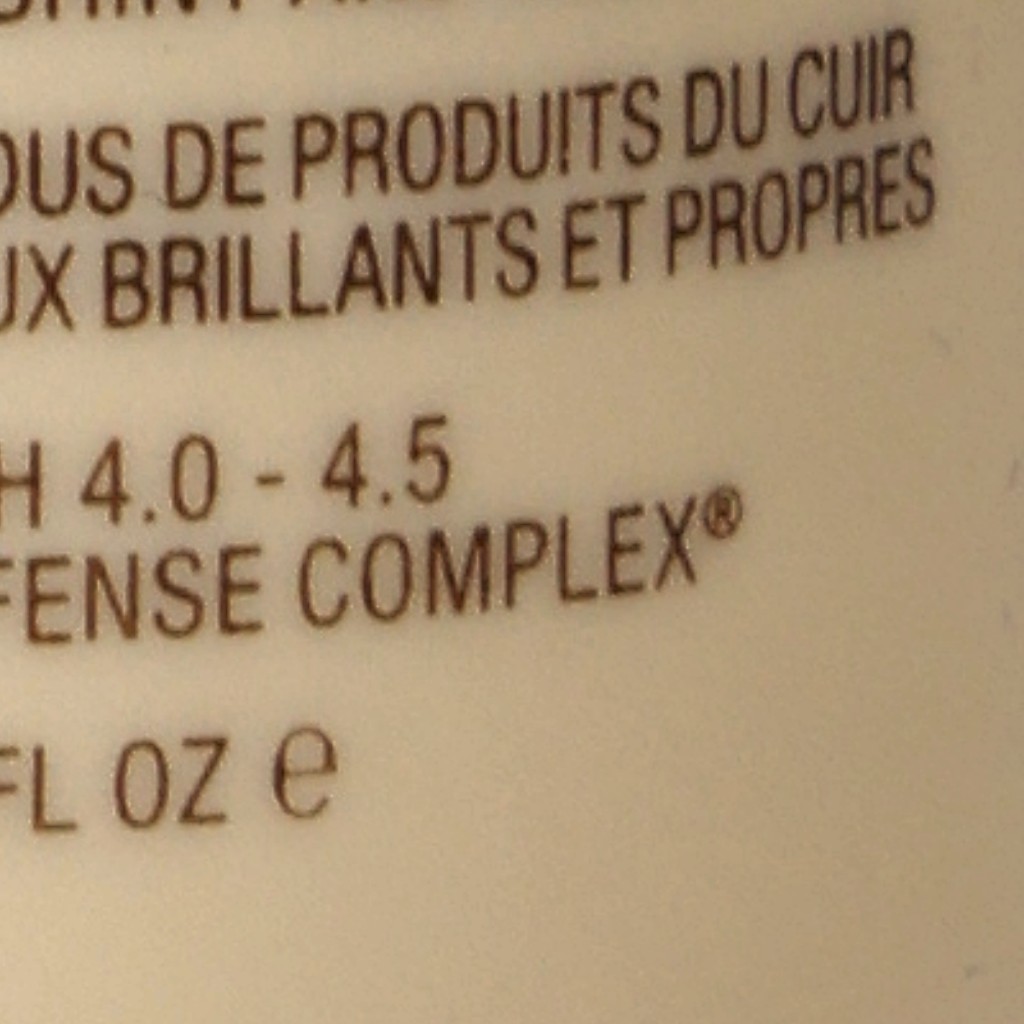 OUS DE PRODUITS DU CUIR
UX BRILLANTS ET PROPRES
H 4.0 - 4.5
FENSE COMPLEX®
FL OZ e